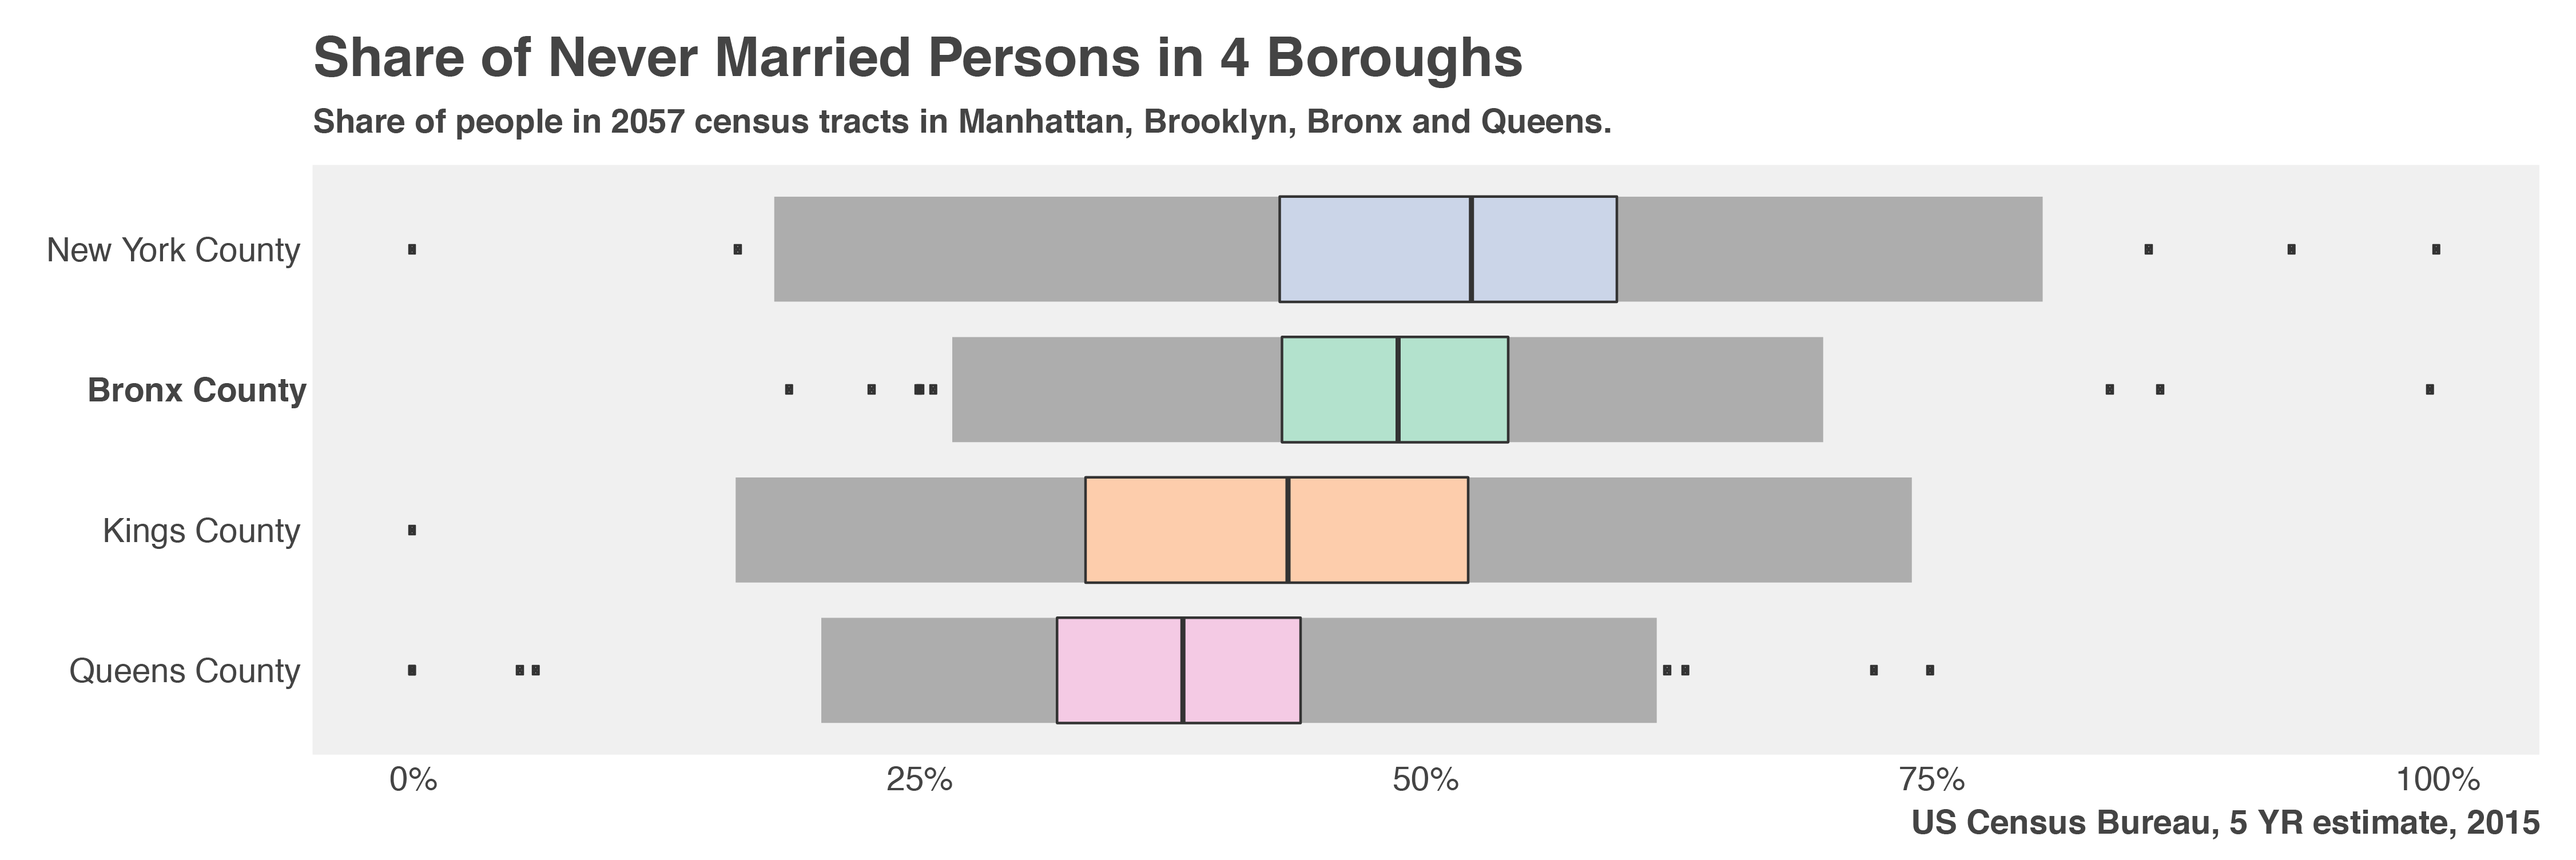 Share of Never Married Persons in 4 Boroughs
Share of people in 2057 census tracts in Manhattan, Brooklyn, Bronx and Queens.
New York County
Bronx County
Kings County
Queens County
0% 25% 50% 75% 100%
US Census Bureau, 5 YR estimate, 2015